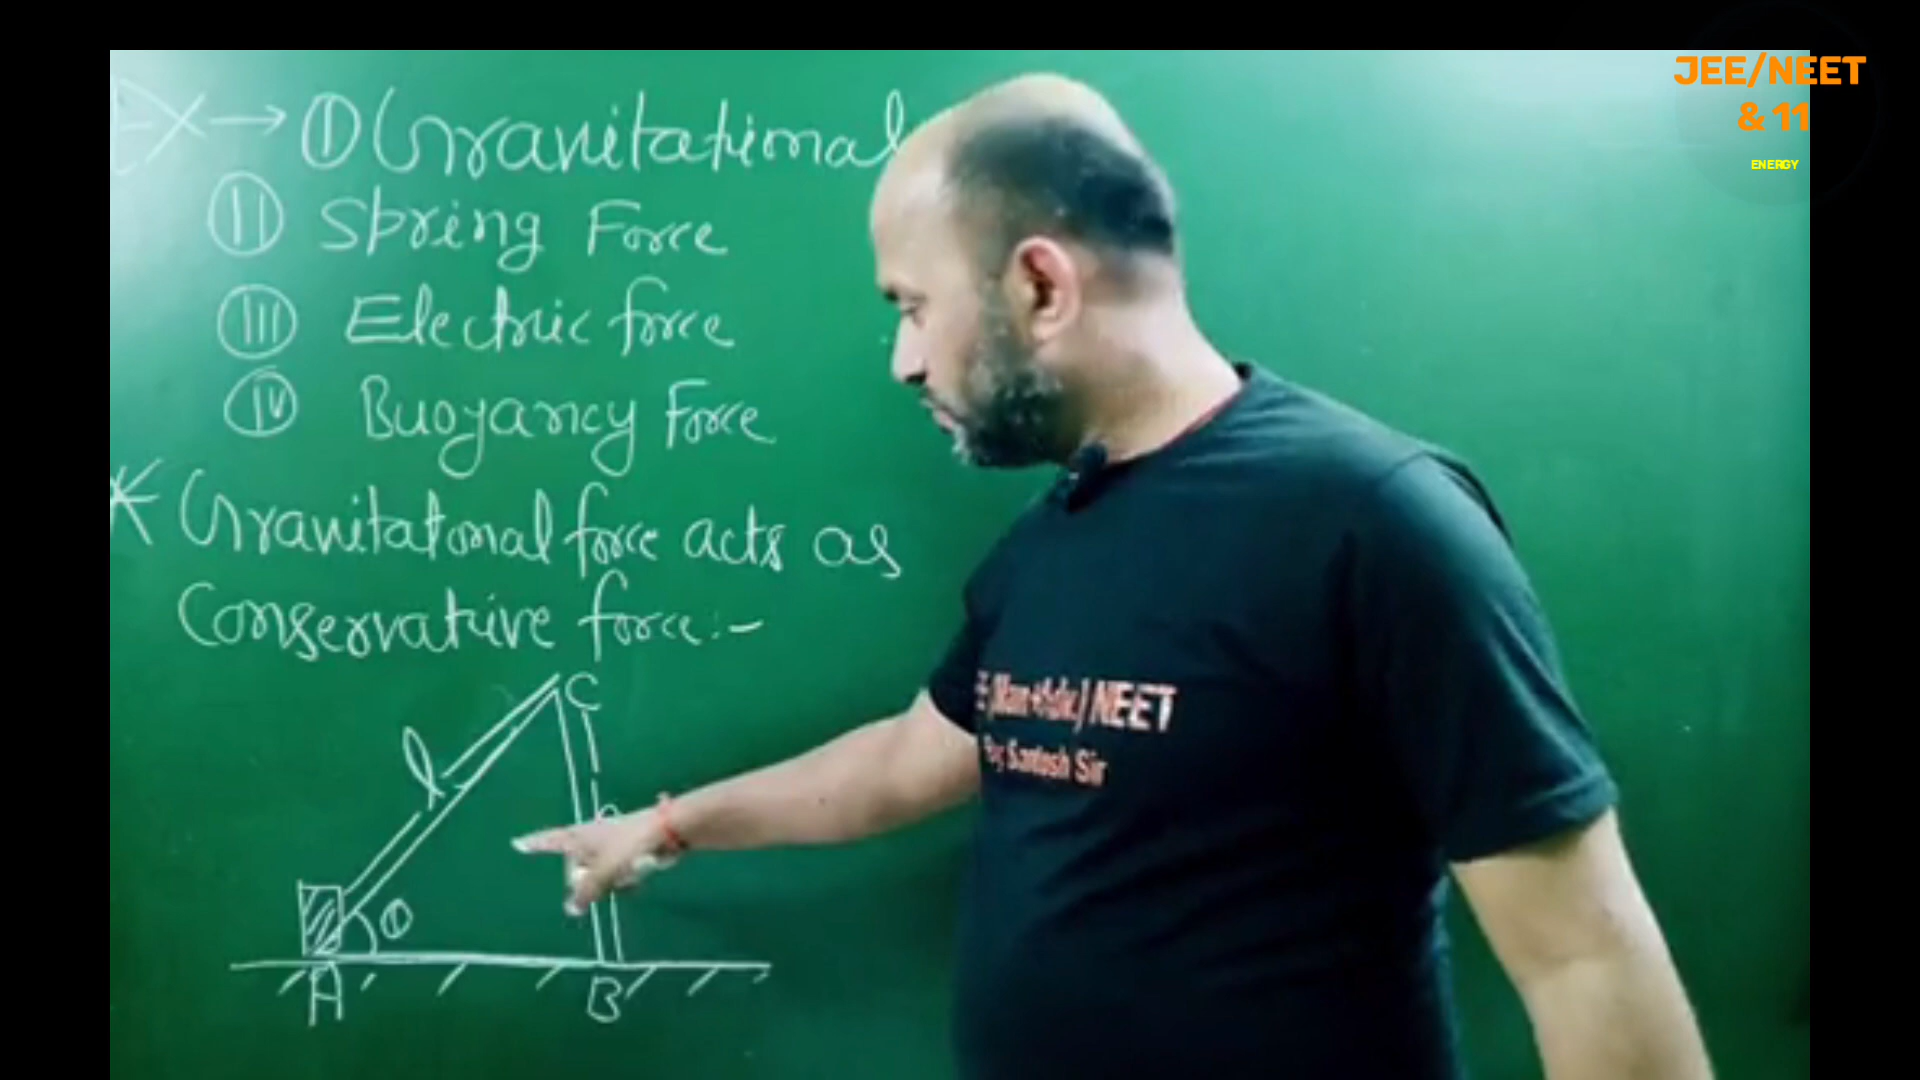 Ex → ① Gravitational
② Spring Force
③ Electric force
④ Buoyancy Force
* Gravitational force acts as
Conservative force:-
C
l
θ
A
B
JEE/NEET
& 11
ENERGY
NEET
By Santosh Sir